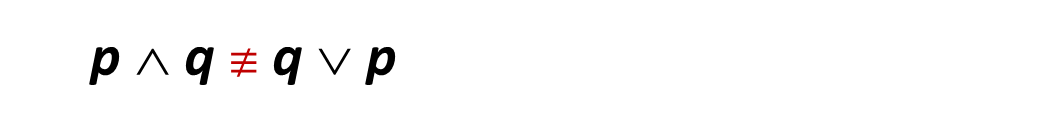 p ∧ q ≢ q ∨ p